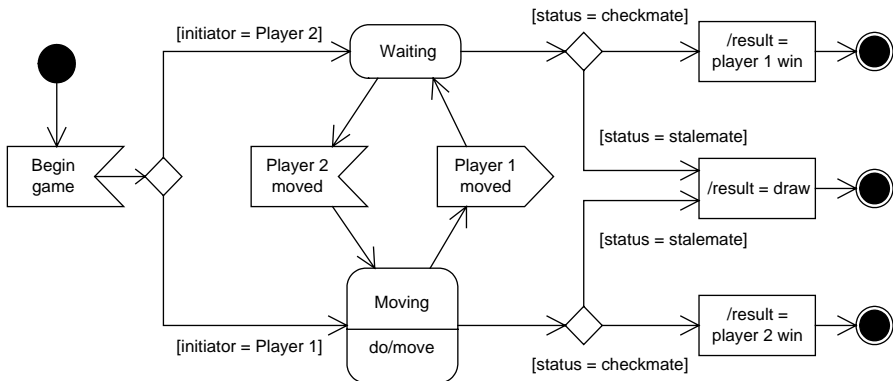 [status = checkmate]
[initiator = Player 2]
Waiting
/result =
player 1 win
Begin
game
Player 2
moved
Player 1
moved
[status = stalemate]
/result = draw
[status = stalemate]
Moving
do/move
[initiator = Player 1]
/result =
player 2 win
[status = checkmate]